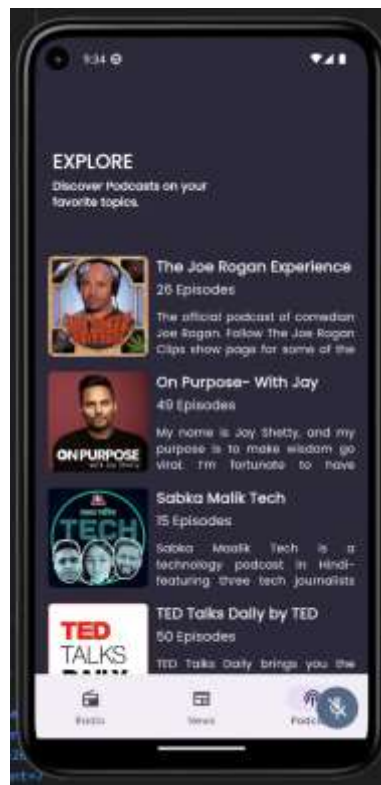 9:34
EXPLORE
Discover Podcasts on your
favorite topics.
The Joe Rogan Experience
26 Episodes
The official podcast of comedian
Joe Rogan. Follow The Joe Rogan
Clips show page for some of the
ON PURPOSE
On Purpose- With Jay
49 Episodes
My name is Jay Shetty, and my
purpose is to make wisdom go
viral. I'm fortunate to have
TECH
Sabka Malik Tech
15 Episodes
Sabka Maalik Tech is a
technology podcast in Hindi-
featuring three tech journalists
TED
TALKS
DAILY
TED Talks Daily by TED
50 Episodes
TED Talks Daily brings you the
Radio
News
Podc